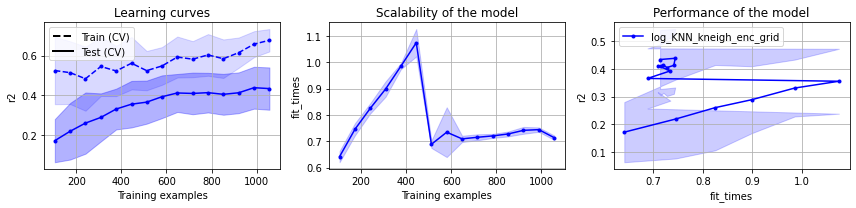 Learning curves
Train (CV)
Test (CV)
0.6
0.4
0.2
r2
200 400 600 800 1000
Training examples
Scalability of the model
1.1
1.0
0.9
0.8
0.7
0.6
fit_times
200 400 600 800 1000
Training examples
Performance of the model
log_KNN_kneigh_enc_grid
0.5
0.4
0.3
0.2
0.1
r2
0.7 0.8 0.9 1.0
fit_times